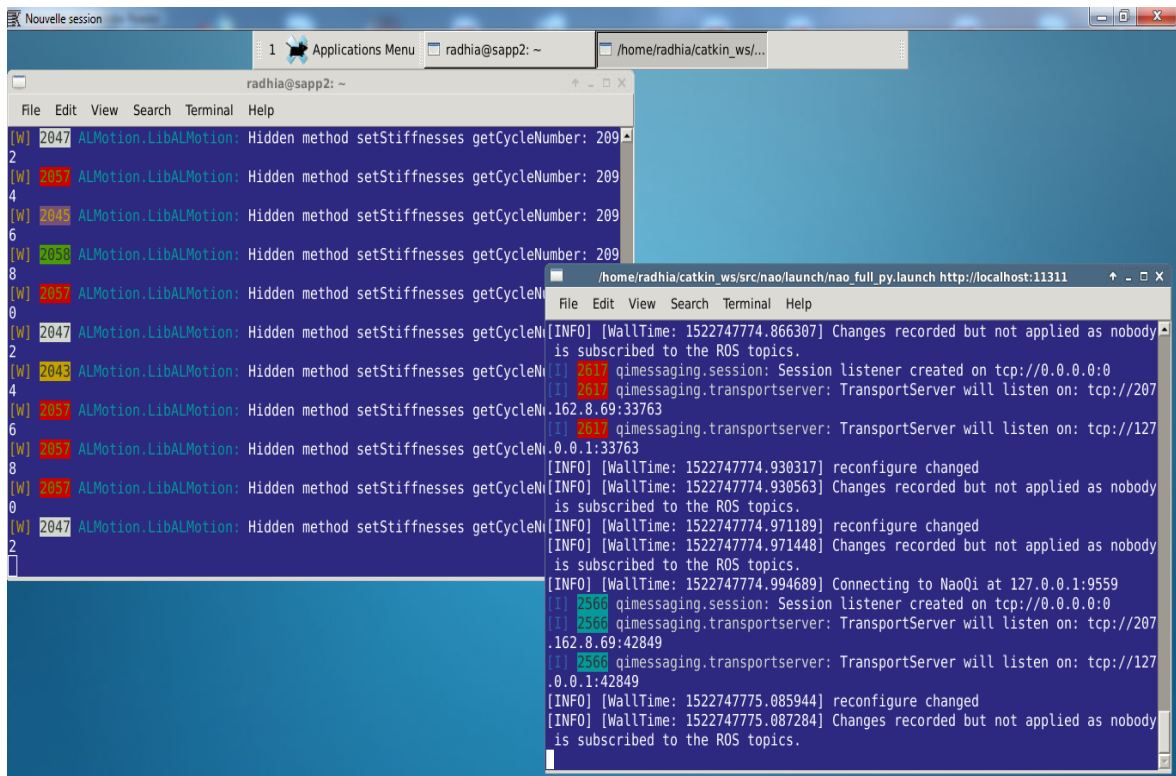 Nouvelle session
1 Applications Menu radhia@sapp2: ~ /home/radhia/catkin_ws/...
radhia@sapp2: ~
File Edit View Search Terminal Help
[W] 2047 ALMotion.LibALMotion: Hidden method setStiffnesses getCycleNumber: 209
2
[W] 2057 ALMotion.LibALMotion: Hidden method setStiffnesses getCycleNumber: 209
4
[W] 2045 ALMotion.LibALMotion: Hidden method setStiffnesses getCycleNumber: 209
6
[W] 2058 ALMotion.LibALMotion: Hidden method setStiffnesses getCycleNumber: 209
8
[W] 2057 ALMotion.LibALMotion: Hidden method setStiffnesses getCycleN
0
[W] 2047 ALMotion.LibALMotion: Hidden method setStiffnesses getCycleN
2
[W] 2043 ALMotion.LibALMotion: Hidden method setStiffnesses getCycleN
4
[W] 2057 ALMotion.LibALMotion: Hidden method setStiffnesses getCycleN
6
[W] 2057 ALMotion.LibALMotion: Hidden method setStiffnesses getCycleN
8
[W] 2057 ALMotion.LibALMotion: Hidden method setStiffnesses getCycleN
0
[W] 2047 ALMotion.LibALMotion: Hidden method setStiffnesses getCycleN
2
/home/radhia/catkin_ws/src/nao/launch/nao_full_py.launch http://localhost:11311
File Edit View Search Terminal Help
[INFO] [WallTime: 1522747774.866307] Changes recorded but not applied as nobody
is subscribed to the ROS topics.
[I] 2617 qimessaging.session: Session listener created on tcp://0.0.0.0:0
[I] 2617 qimessaging.transportserver: TransportServer will listen on: tcp://207
.162.8.69:33763
[I] 2617 qimessaging.transportserver: TransportServer will listen on: tcp://127
.0.0.1:33763
[INFO] [WallTime: 1522747774.930317] reconfigure changed
[INFO] [WallTime: 1522747774.930563] Changes recorded but not applied as nobody
is subscribed to the ROS topics.
[INFO] [WallTime: 1522747774.971189] reconfigure changed
[INFO] [WallTime: 1522747774.971448] Changes recorded but not applied as nobody
is subscribed to the ROS topics.
[INFO] [WallTime: 1522747774.994689] Connecting to NaoQi at 127.0.0.1:9559
[I] 2566 qimessaging.session: Session listener created on tcp://0.0.0.0:0
[I] 2566 qimessaging.transportserver: TransportServer will listen on: tcp://207
.162.8.69:42849
[I] 2566 qimessaging.transportserver: TransportServer will listen on: tcp://127
.0.0.1:42849
[INFO] [WallTime: 1522747775.085944] reconfigure changed
[INFO] [WallTime: 1522747775.087284] Changes recorded but not applied as nobody
is subscribed to the ROS topics.